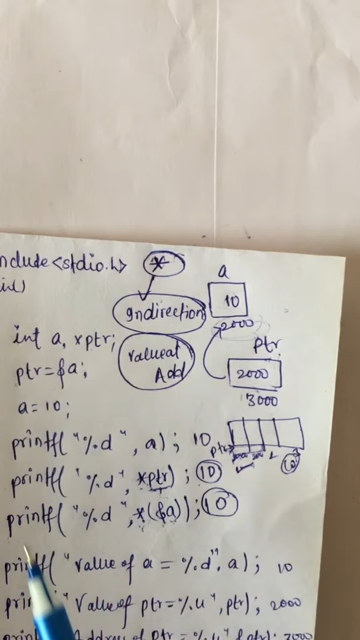 nclude<stdio.h> *
a
Indirection
10
2000
int a, *ptr;
value at
Add
ptr
ptr=&a;
2000
3000
a=10;
printf("%d", a); 10
ptr
printf("%d", *ptr); 10
printf("%d", *(&a)); 10
printf("value of a = %d", a); 10
printf("Value of ptr=%u", ptr); 2000